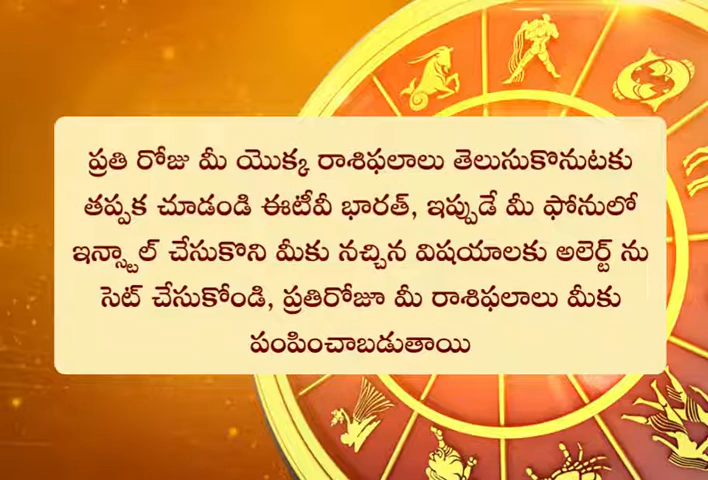 ప్రతి రోజు మీ యొక్క రాశిఫలాలు తెలుసుకొనుటకు
తప్పక చూడండి ఈటీవీ భారత్, ఇప్పుడే మీ ఫోనులో
ఇన్స్టాల్ చేసుకొని మీకు నచ్చిన విషయాలకు అలెర్ట్ ను
సెట్ చేసుకోండి, ప్రతిరోజూ మీ రాశిఫలాలు మీకు
పంపించాబడుతాయి